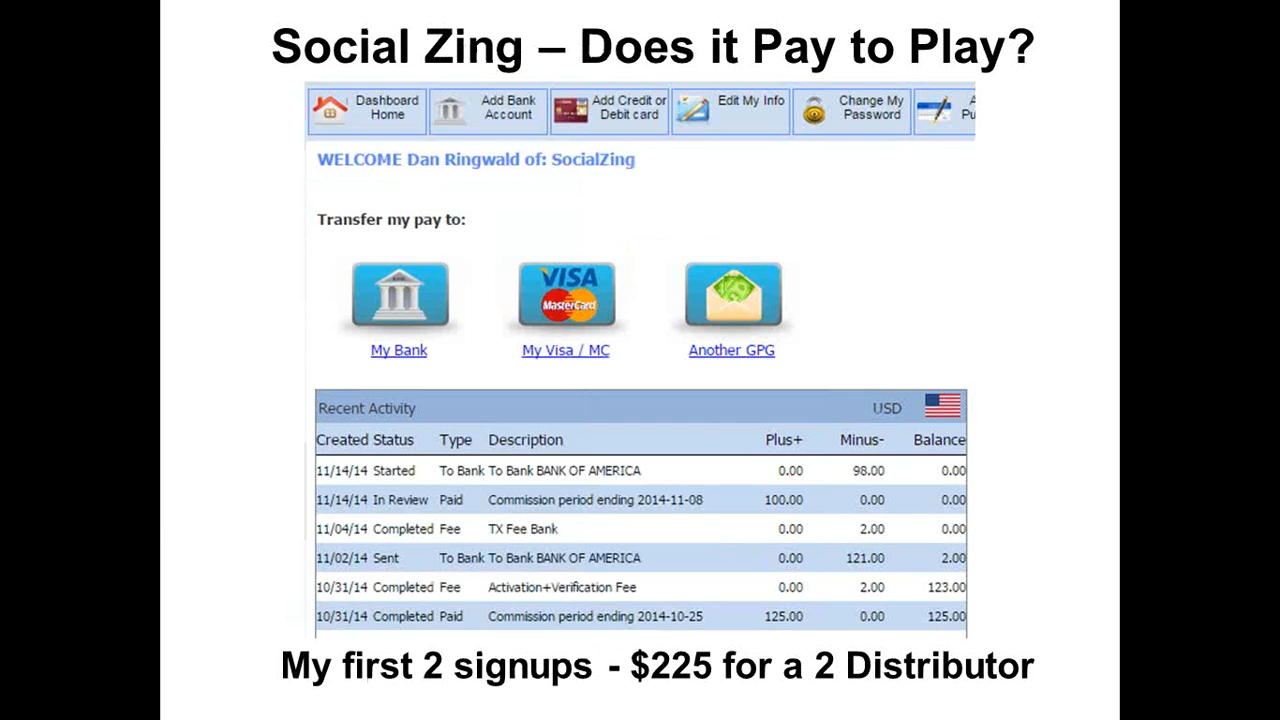 Social Zing – Does it Pay to Play?
Dashboard Home
Add Bank Account
Add Credit or Debit card
Edit My Info
Change My Password
WELCOME Dan Ringwald of: SocialZing
Transfer my pay to:
VISA
MasterCard
My Bank My Visa / MC Another GPG
Recent Activity USD
Created Status Type Description Plus+ Minus- Balance
11/14/14 Started To Bank To Bank BANK OF AMERICA 0.00 98.00 0.00
11/14/14 In Review Paid Commission period ending 2014-11-08 100.00 0.00 0.00
11/04/14 Completed Fee TX Fee Bank 0.00 2.00 0.00
11/02/14 Sent To Bank To Bank BANK OF AMERICA 0.00 121.00 2.00
10/31/14 Completed Fee Activation+Verification Fee 0.00 2.00 123.00
10/31/14 Completed Paid Commission period ending 2014-10-25 125.00 0.00 125.00
My first 2 signups - $225 for a 2 Distributor